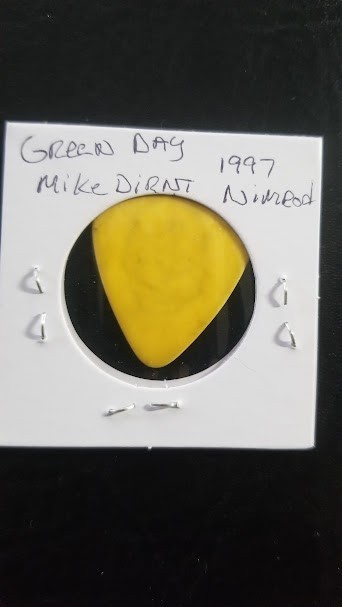 Green Day
Mike Dirnt
1997
Nimrod